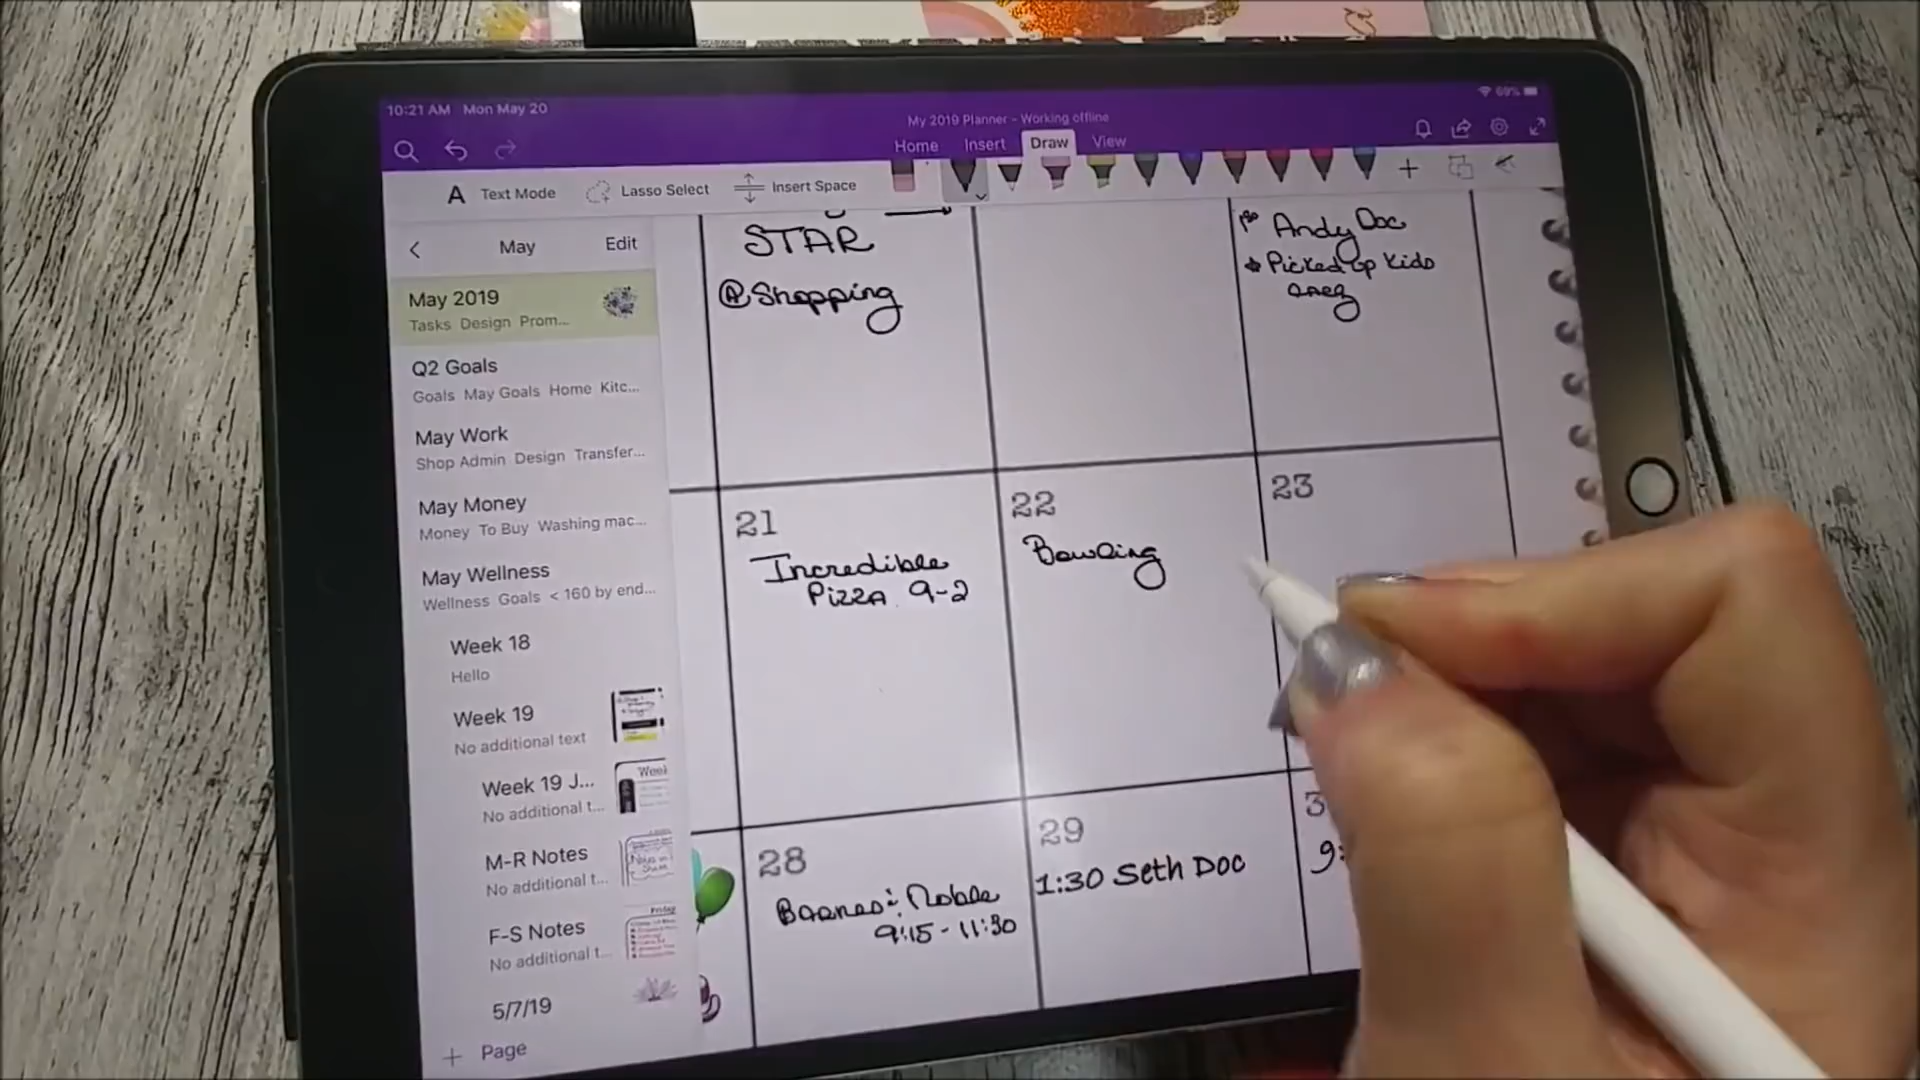 10:21 AM Mon May 20
69%
My 2019 Planner - Working offline
Home Insert Draw View
A Text Mode Lasso Select Insert Space
May Edit
May 2019
Tasks Design Prom...
Q2 Goals
Goals May Goals Home Kitc...
May Work
Shop Admin Design Transfer...
May Money
Money To Buy Washing mac...
May Wellness
Wellness Goals < 160 by end...
Week 18
Hello
Week 19
No additional text
Week 19 J...
No additional t...
M-R Notes
No additional t...
F-S Notes
No additional t...
5/7/19
+ Page
STAR
@Shopping
Andy Doc
Picked up kids
21
Incredible
Pizza 9-2
22
Bowling
23
28
Barnes & Noble
9:15 - 11:30
29
1:30 Seth Doc
3
9: